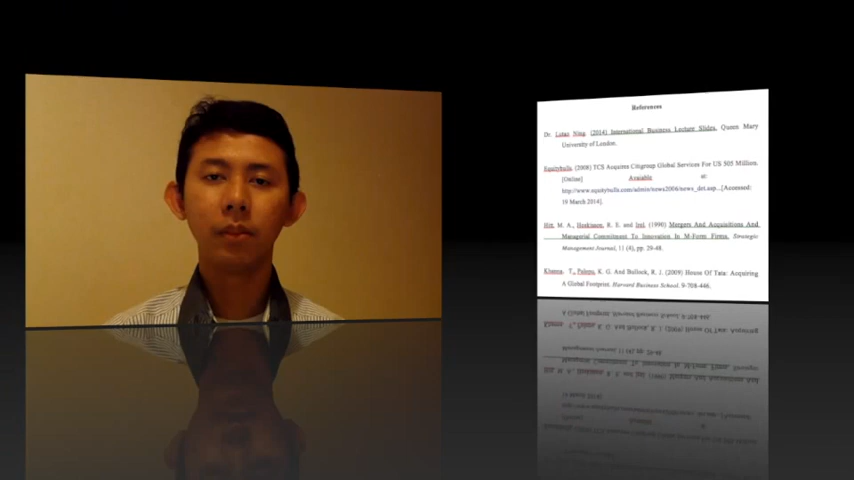 References
Dr. Lutao Ning. (2014) International Business Lecture Slides, Queen Mary
University of London.
Equitybulls. (2008) TCS Acquires Citigroup Global Services For US 505 Million.
[Online] Available at:
http://www.equitybulls.com/admin/news2006/news_det.asp...[Accessed:
19 March 2014].
Hitt, M. A., Hoskisson, R. E. and Irel. (1990) Mergers And Acquisitions And
Managerial Commitment To Innovation In M-Form Firms, Strategic
Management Journal, 11 (4), pp. 29-48.
Khanna, T., Palepu, K. G. And Bullock, R. J. (2009) House Of Tata: Acquiring
A Global Footprint. Harvard Business School. 9-708-446.